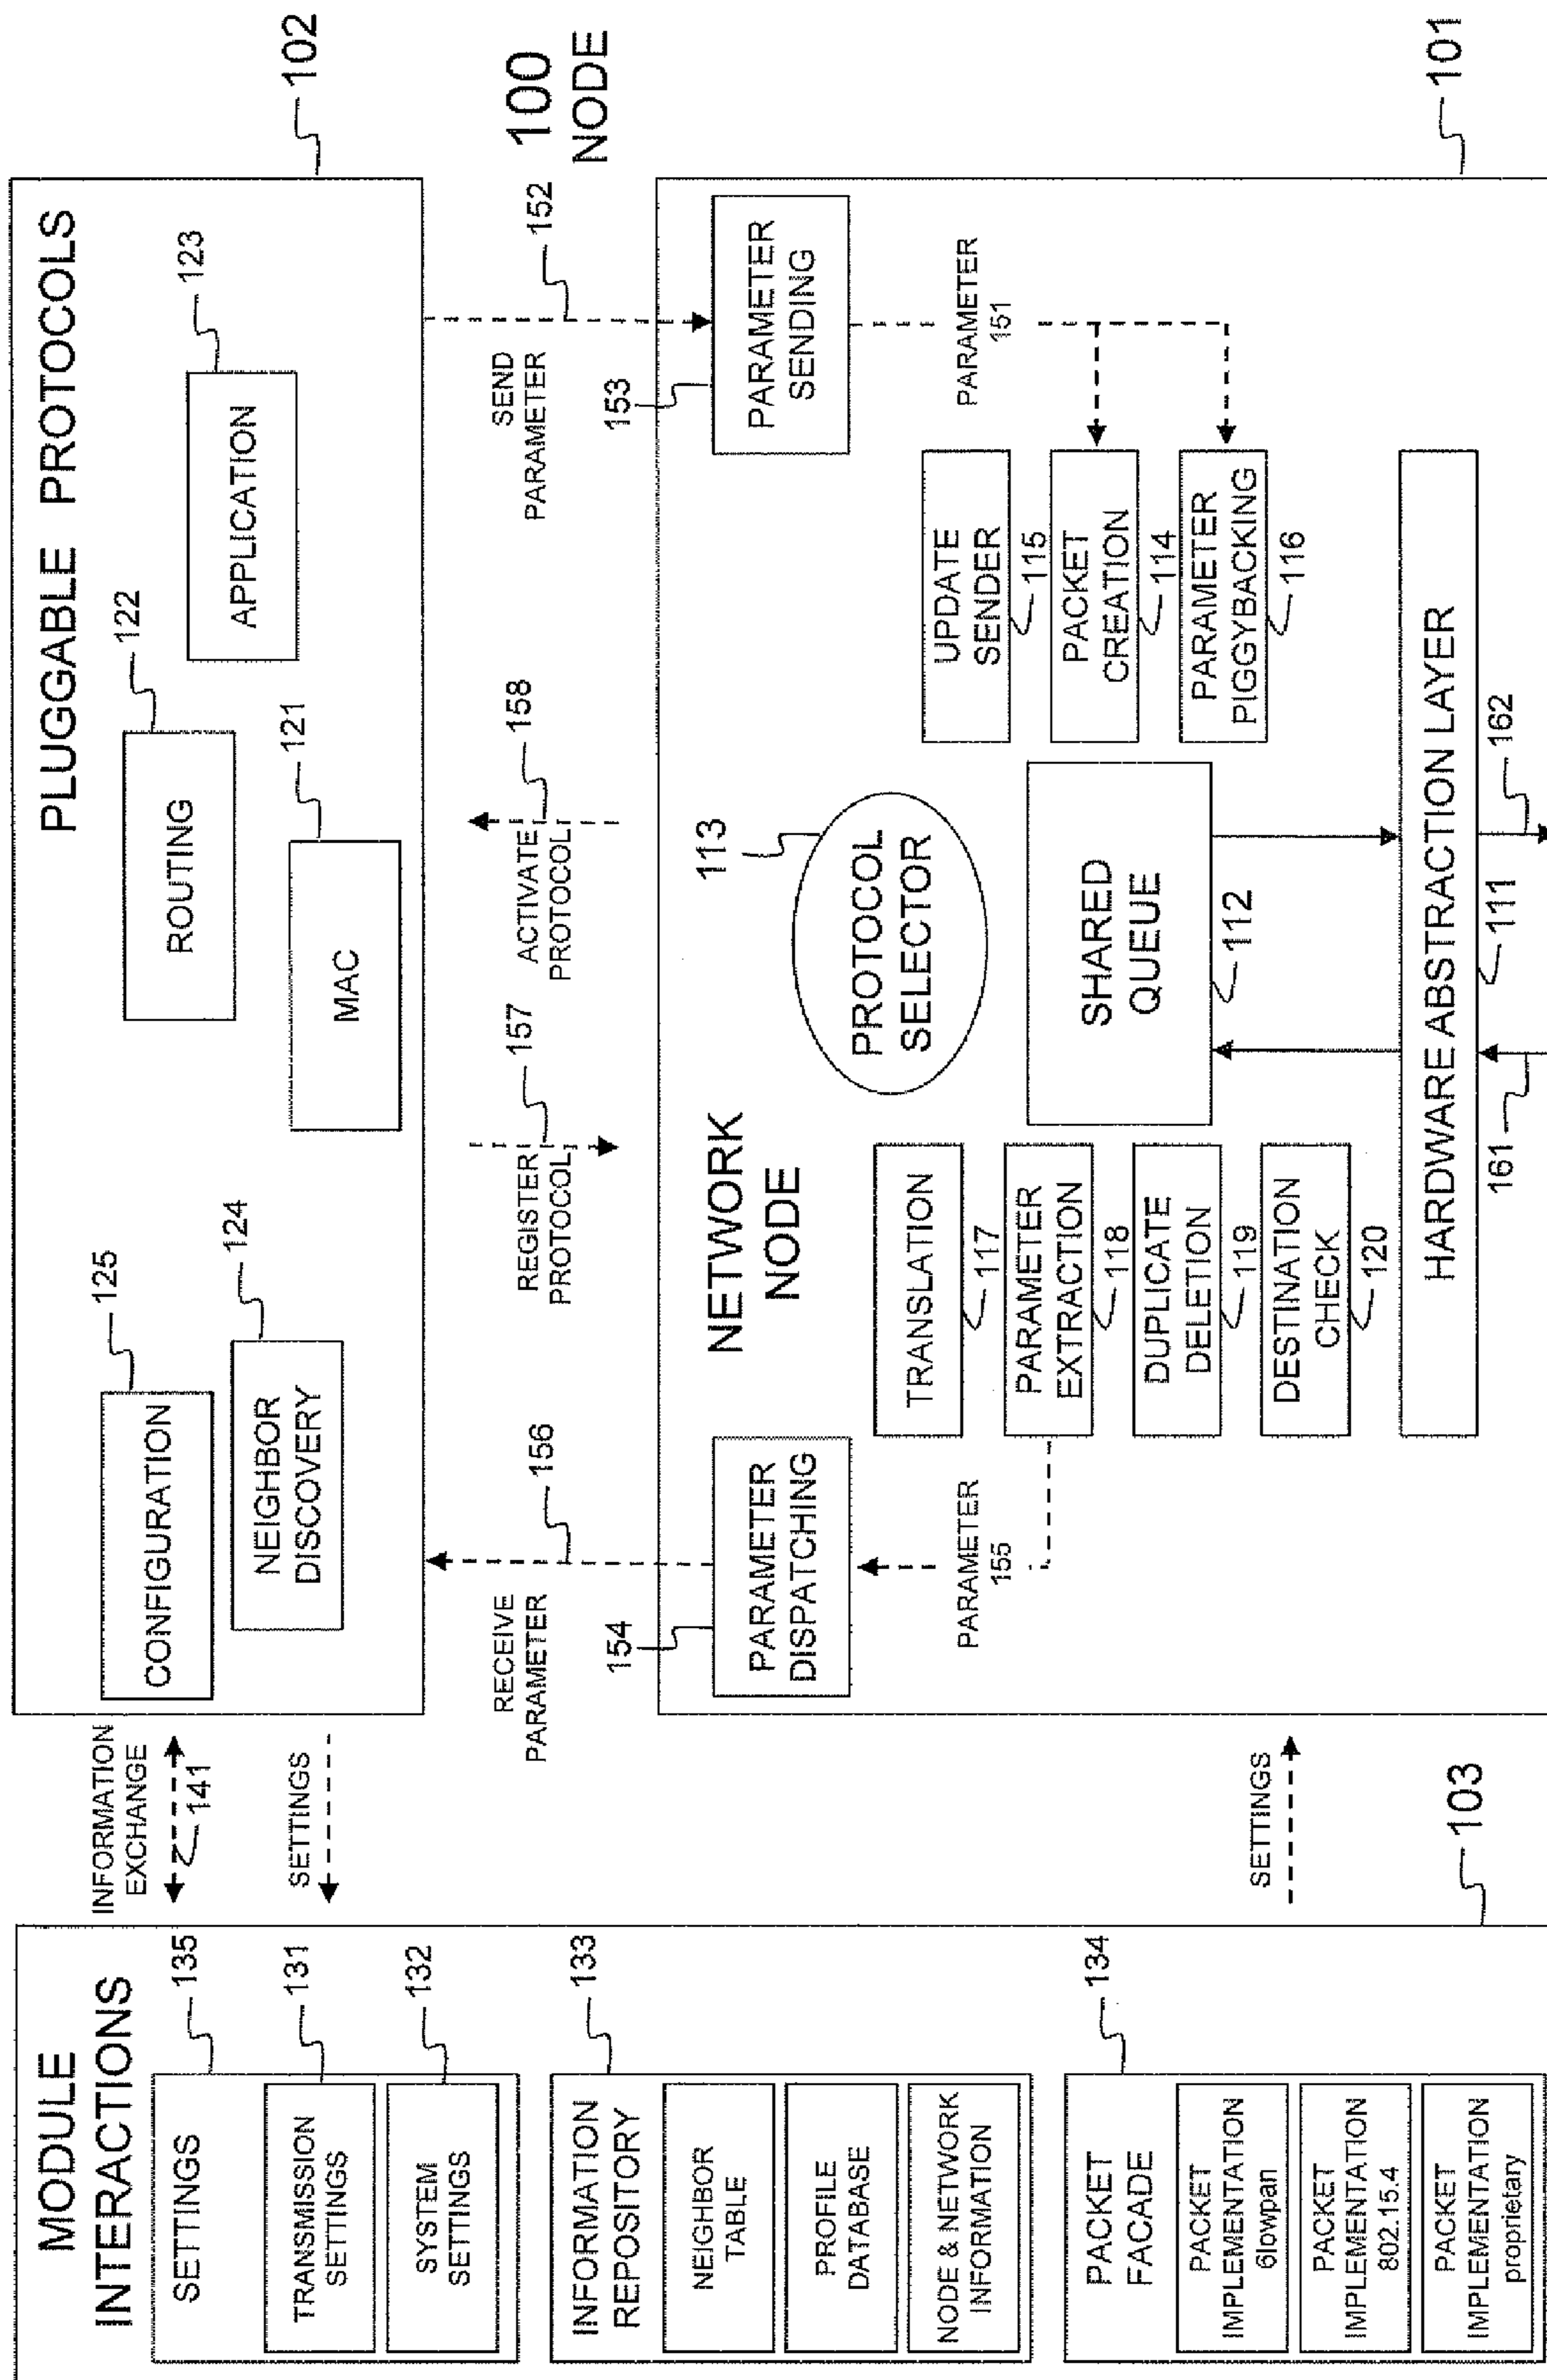 MODULE
INTERACTIONS
SETTINGS
135
TRANSMISSION
SETTINGS
131
SYSTEM
SETTINGS
132
INFORMATION
REPOSITORY
133
NEIGHBOR
TABLE
PROFILE
DATABASE
NODE & NETWORK
INFORMATION
PACKET
FACADE
134
PACKET
IMPLEMENTATION
6lowpan
PACKET
IMPLEMENTATION
802.15.4
PACKET
IMPLEMENTATION
proprietary
103
INFORMATION
EXCHANGE
141
SETTINGS
SETTINGS
PLUGGABLE PROTOCOLS
102
CONFIGURATION
125
NEIGHBOR
DISCOVERY
124
ROUTING
122
MAC
121
APPLICATION
123
RECEIVE
PARAMETER
156
REGISTER
PROTOCOL
157
ACTIVATE
PROTOCOL
158
SEND
PARAMETER
152
100
NODE
154
PARAMETER
DISPATCHING
NETWORK
NODE
PROTOCOL
SELECTOR
113
153
PARAMETER
SENDING
PARAMETER
155
PARAMETER
151
TRANSLATION
117
PARAMETER
EXTRACTION
118
DUPLICATE
DELETION
119
DESTINATION
CHECK
120
SHARED
QUEUE
112
UPDATE
SENDER
115
PACKET
CREATION
114
PARAMETER
PIGGYBACKING
116
HARDWARE ABSTRACTION LAYER
161
111
162
101